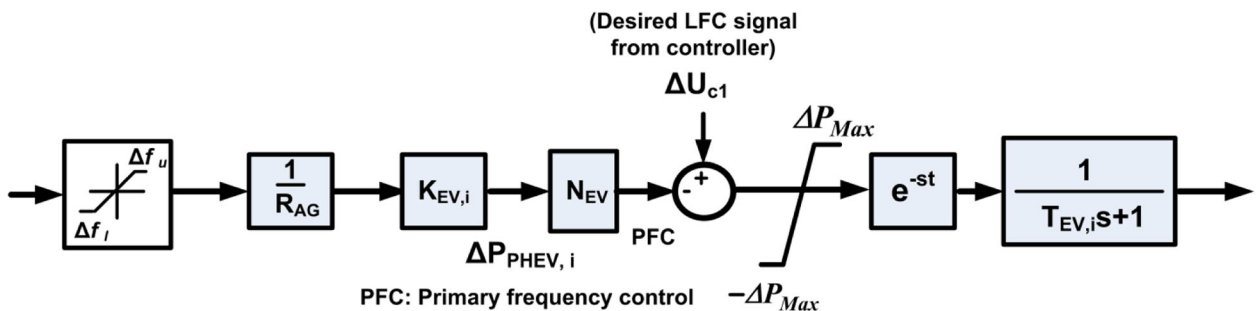 (Desired LFC signal
from controller)
ΔU_c1
ΔP_Max
Δf_u
Δf_l
1
R_AG
K_EV,i
N_EV
- +
e^-st
1
T_EV,i s+1
PFC
ΔP_PHEV, i
PFC: Primary frequency control
-ΔP_Max